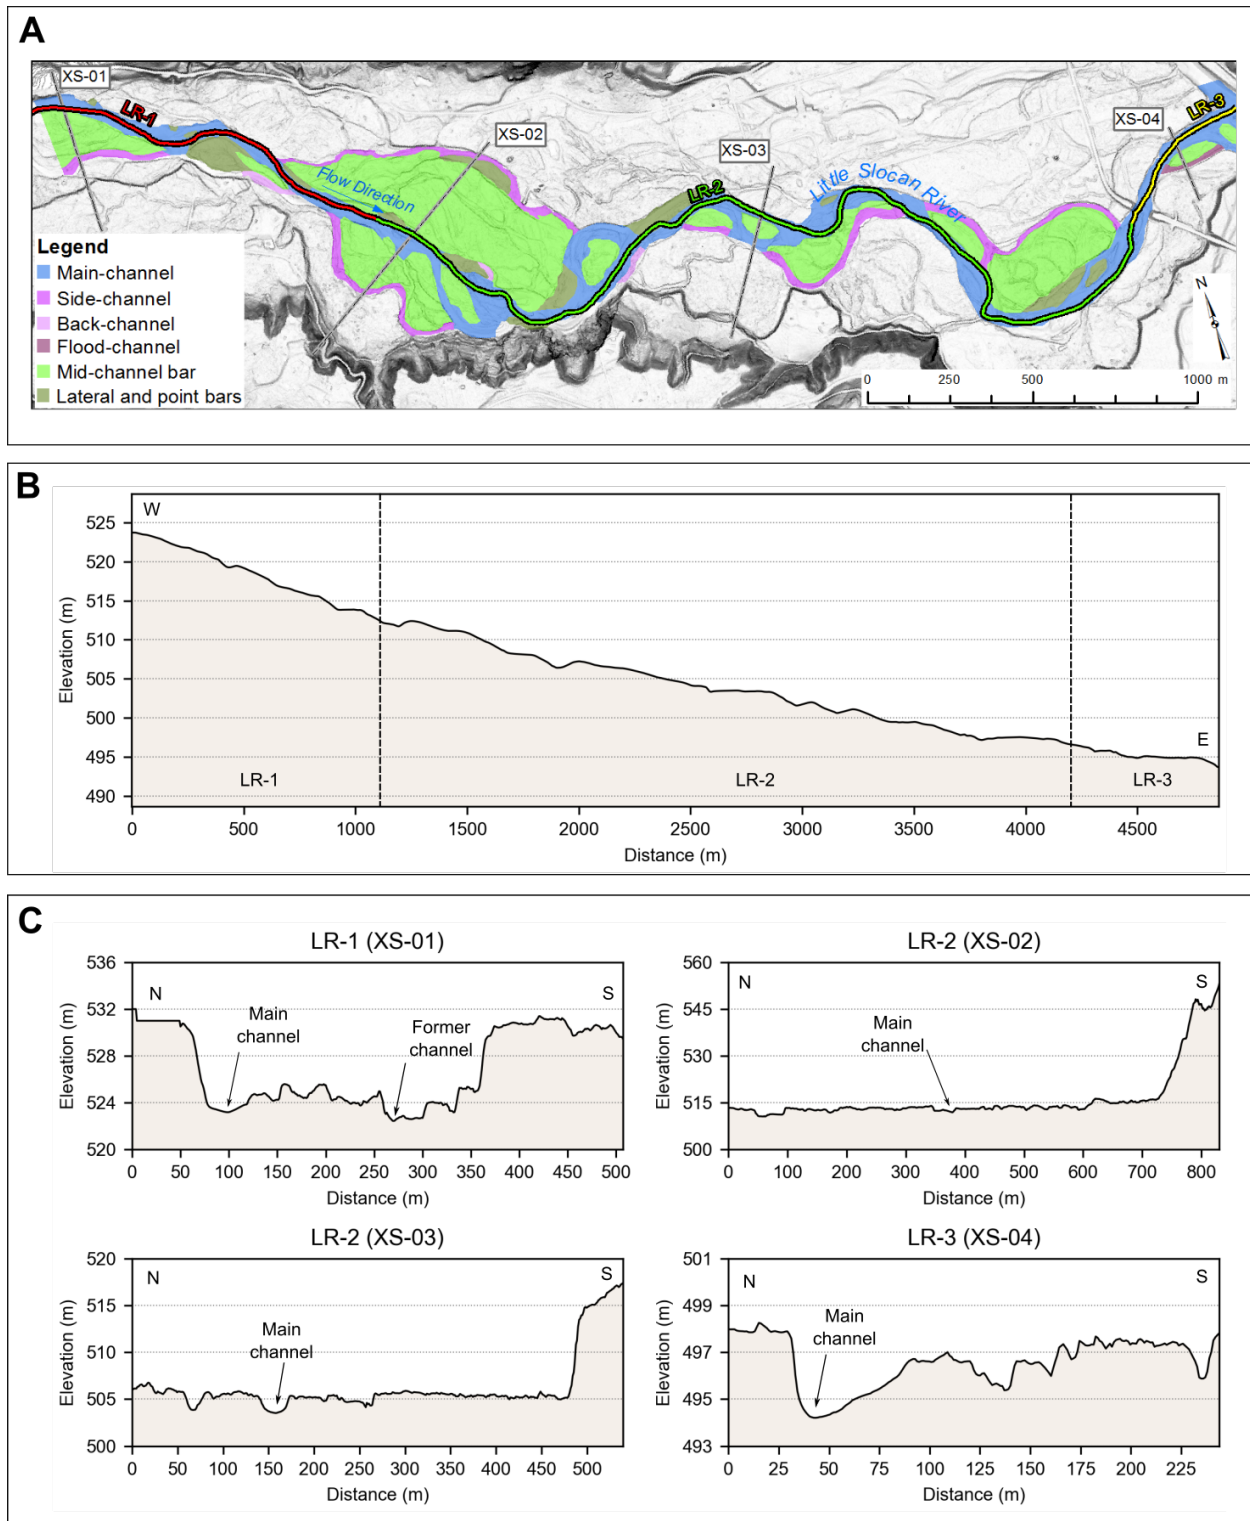 A
XS-01
LR-1
XS-02
Flow Direction
LR-2
XS-03
Little Slocan River
XS-04
LR-3
Legend
Main-channel
Side-channel
Back-channel
Flood-channel
Mid-channel bar
Lateral and point bars
N
0 250 500 1000 m
B
W
E
525
520
515
510
505
500
495
490
Elevation (m)
LR-1 LR-2 LR-3
0 500 1000 1500 2000 2500 3000 3500 4000 4500
Distance (m)
C
LR-1 (XS-01)
N S
536
532
528
524
520
Elevation (m)
Main
channel
Former
channel
0 50 100 150 200 250 300 350 400 450 500
Distance (m)
LR-2 (XS-02)
N S
560
545
530
515
500
Elevation (m)
Main
channel
0 100 200 300 400 500 600 700 800
Distance (m)
LR-2 (XS-03)
N S
520
515
510
505
500
Elevation (m)
Main
channel
0 50 100 150 200 250 300 350 400 450 500
Distance (m)
LR-3 (XS-04)
N S
501
499
497
495
493
Elevation (m)
Main
channel
0 25 50 75 100 125 150 175 200 225
Distance (m)